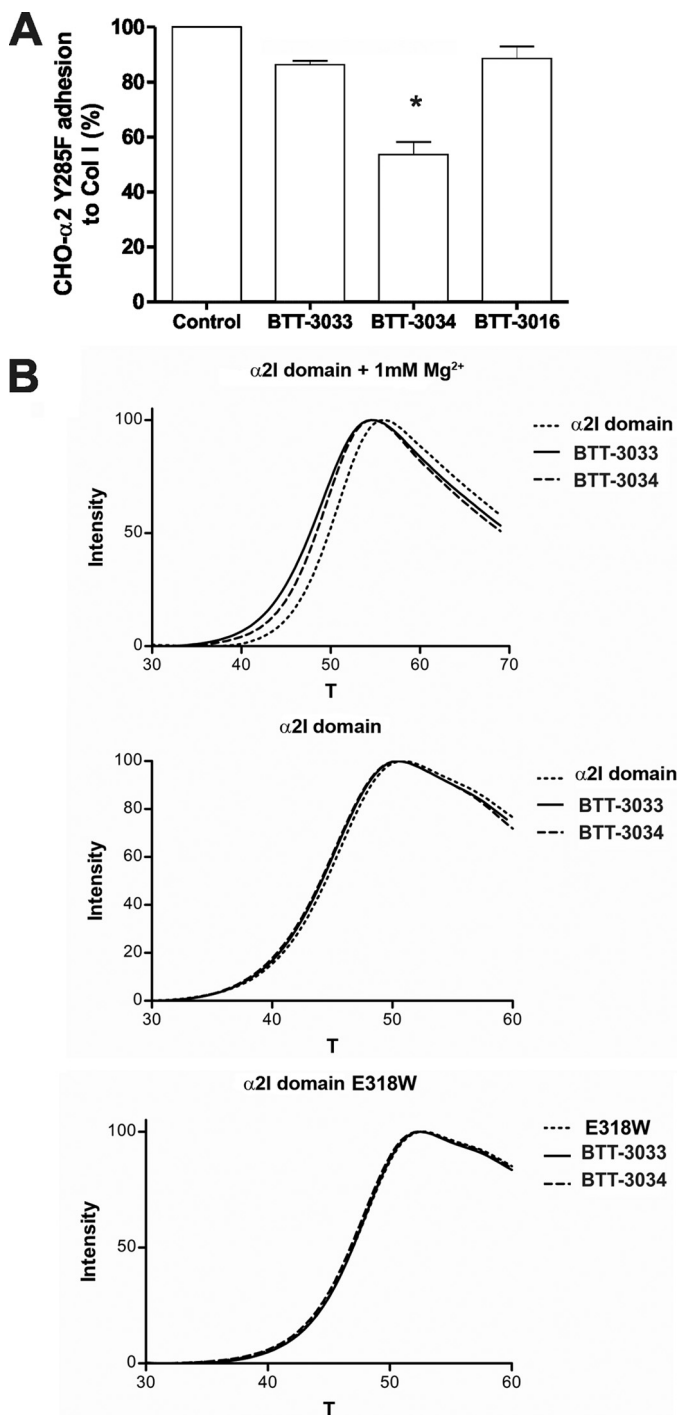 A
CHO-α2 Y285F adhesion
to Col I (%)
100
80
60
40
20
0
*
Control
BTT-3033
BTT-3034
BTT-3016
B
α2I domain + 1mM Mg²⁺
Intensity
100
50
0
30
40
50
60
70
T
α2I domain
BTT-3033
BTT-3034
α2I domain
Intensity
100
80
60
40
20
0
30
40
50
60
T
α2I domain
BTT-3033
BTT-3034
α2I domain E318W
Intensity
100
50
0
30
40
50
60
T
E318W
BTT-3033
BTT-3034